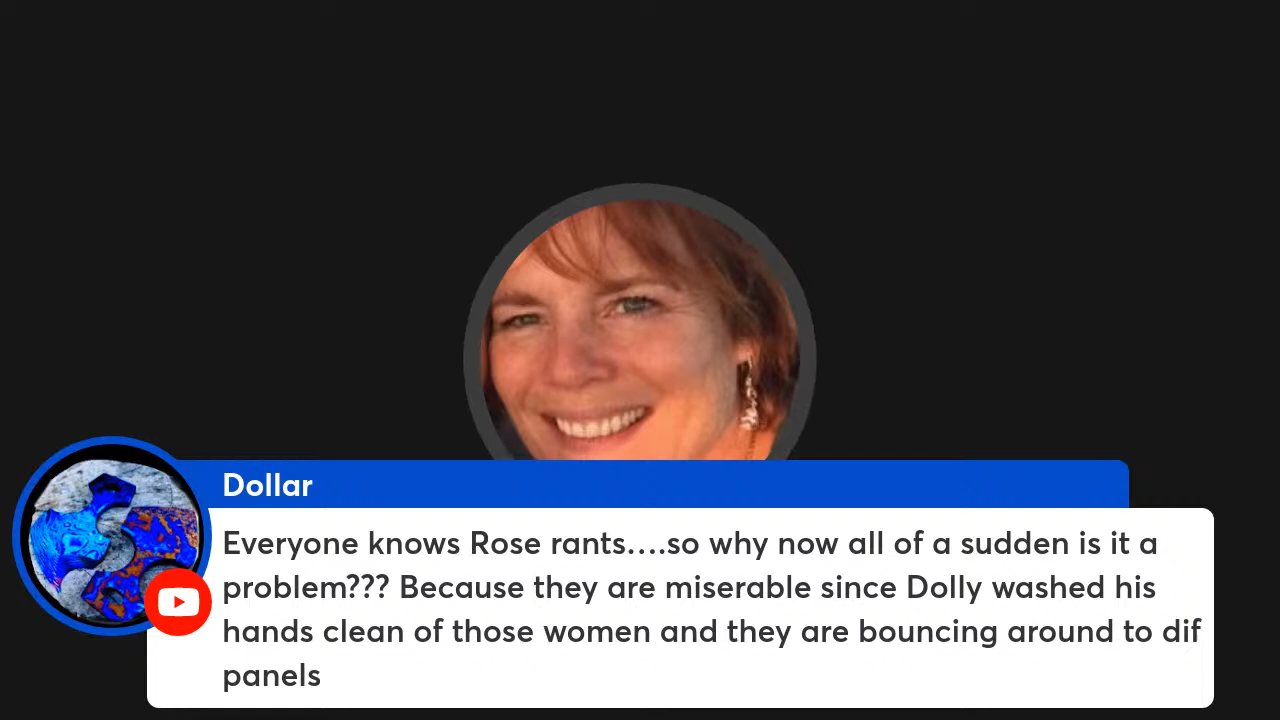 Dollar
Everyone knows Rose rants....so why now all of a sudden is it a
problem??? Because they are miserable since Dolly washed his
hands clean of those women and they are bouncing around to dif
panels